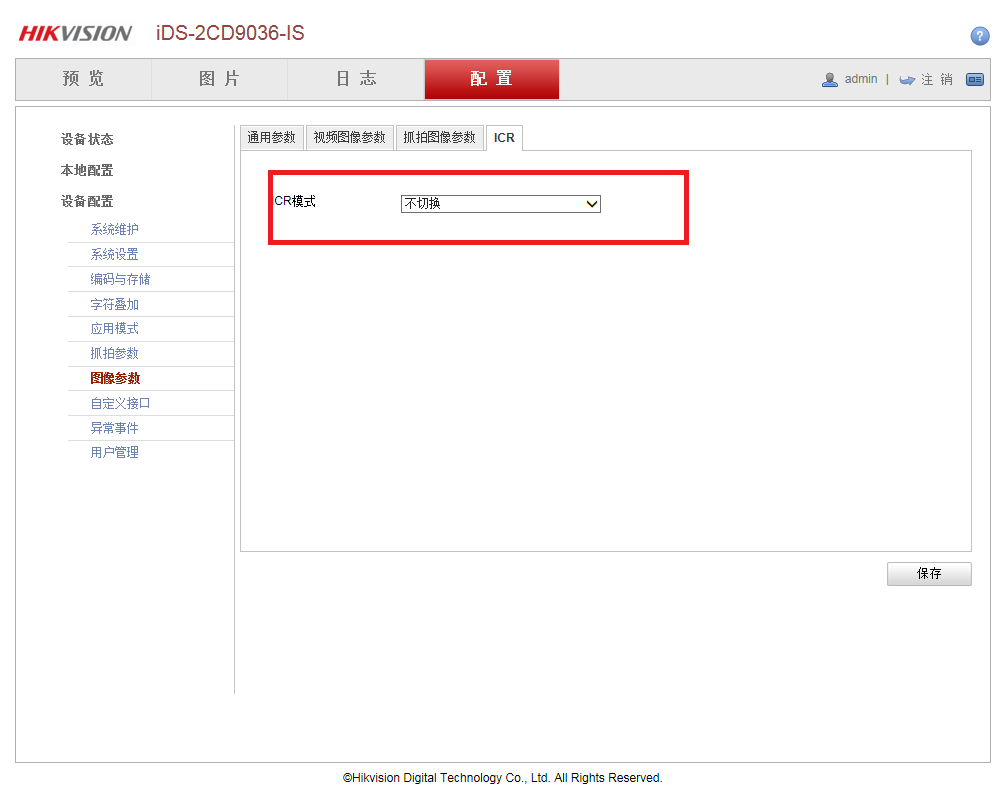 HIKVISION iDS-2CD9036-IS
预 览 图 片 日 志 配 置 admin | 注 销
设备状态
本地配置
设备配置
系统维护
系统设置
编码与存储
字符叠加
应用模式
抓拍参数
图像参数
自定义接口
异常事件
用户管理
通用参数 视频图像参数 抓拍图像参数 ICR
CR模式 不切换
保存
©Hikvision Digital Technology Co., Ltd. All Rights Reserved.